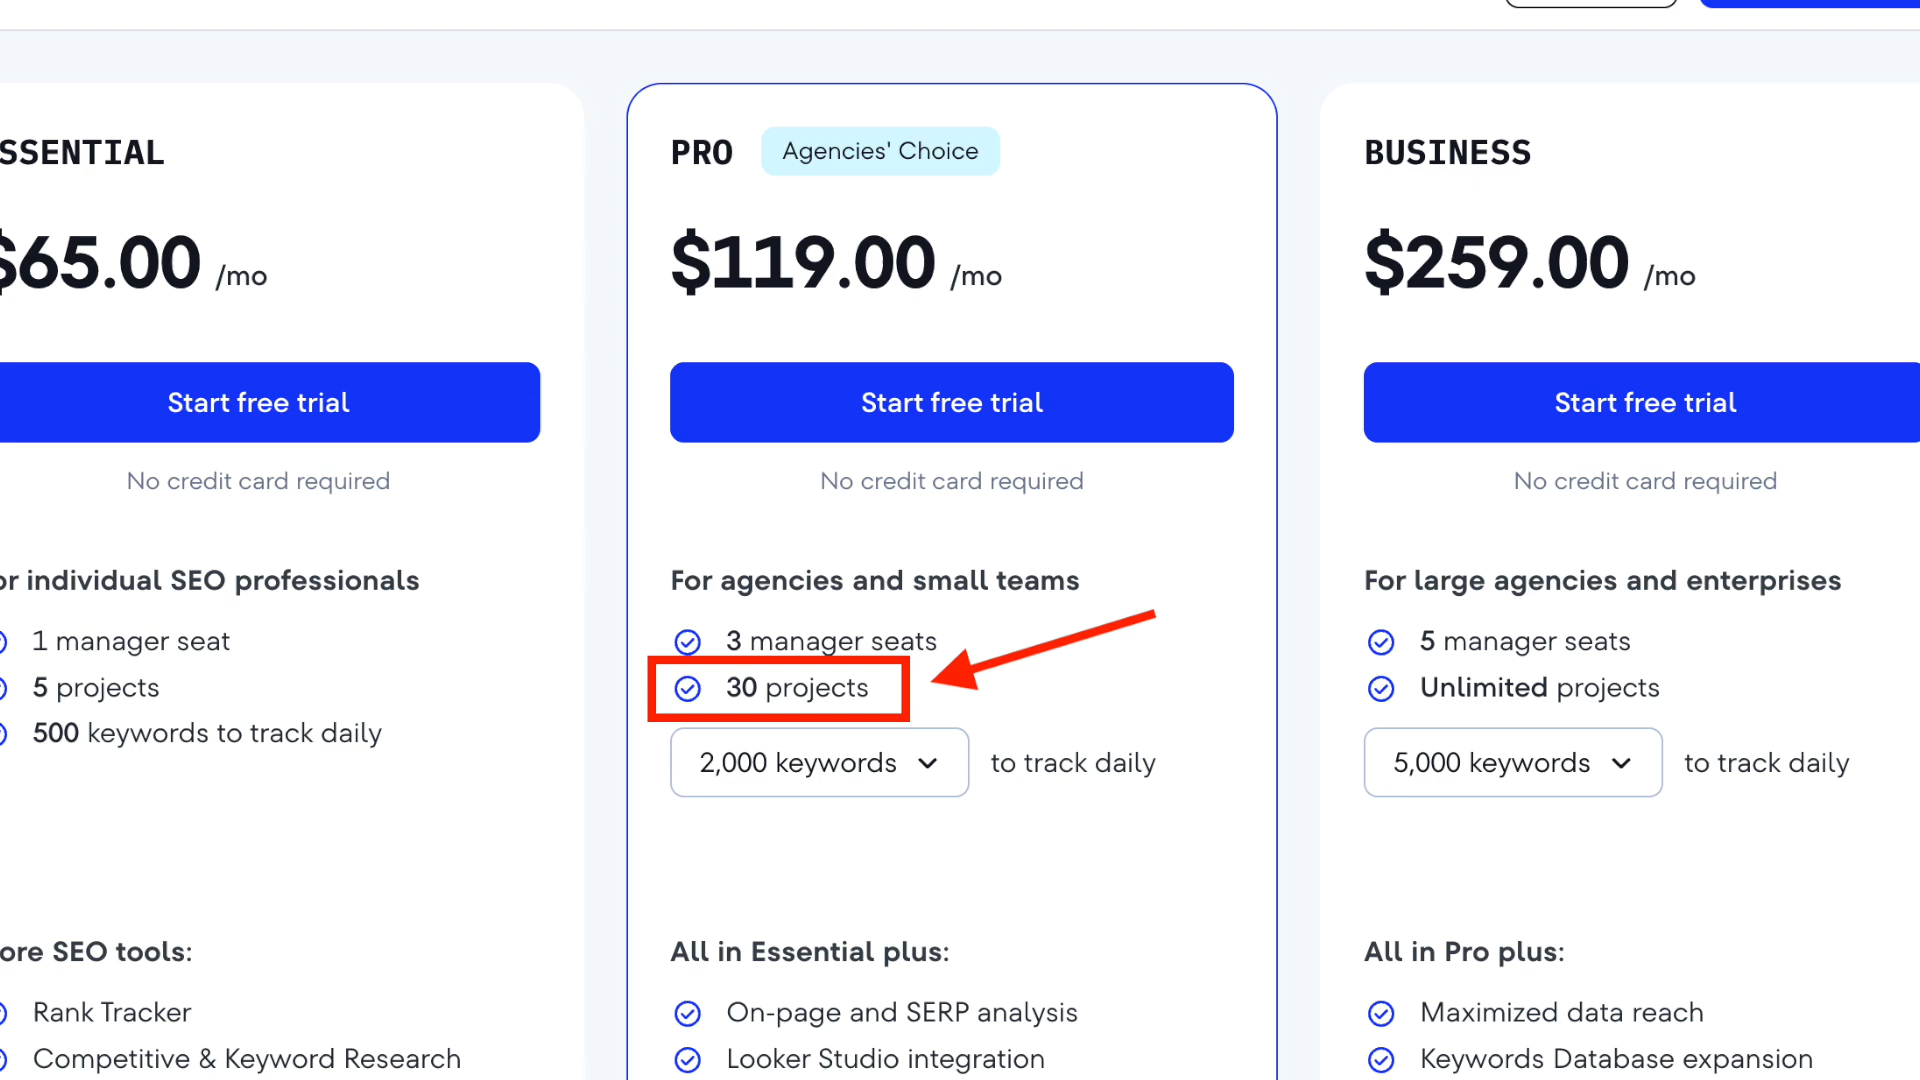 SSENTIAL
$65.00 /mo
Start free trial
No credit card required
or individual SEO professionals
1 manager seat
5 projects
500 keywords to track daily
ore SEO tools:
Rank Tracker
Competitive & Keyword Research
PRO
Agencies' Choice
$119.00 /mo
Start free trial
No credit card required
For agencies and small teams
3 manager seats
30 projects
2,000 keywords to track daily
All in Essential plus:
On-page and SERP analysis
Looker Studio integration
BUSINESS
$259.00 /mo
Start free trial
No credit card required
For large agencies and enterprises
5 manager seats
Unlimited projects
5,000 keywords to track daily
All in Pro plus:
Maximized data reach
Keywords Database expansion